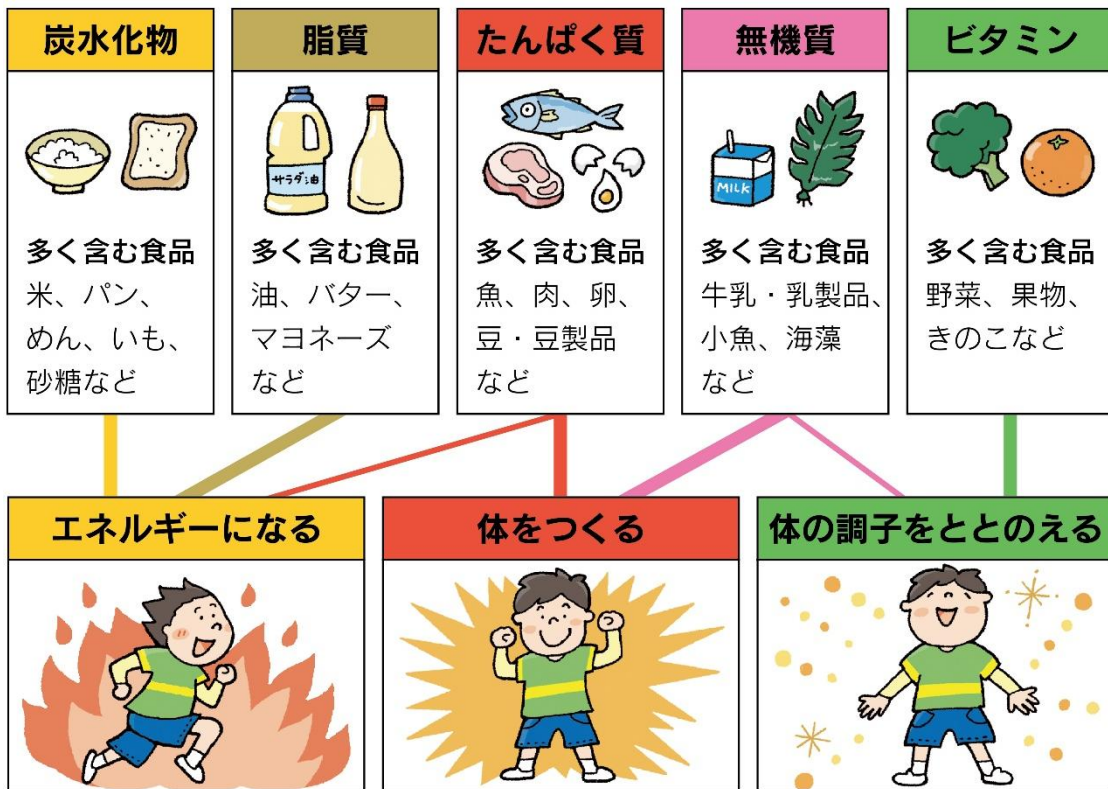 炭水化物
多く含む食品
米、パン、
めん、いも、
砂糖など
脂質
サラダ油
多く含む食品
油、バター、
マヨネーズ
など
たんぱく質
多く含む食品
魚、肉、卵、
豆・豆製品
など
無機質
MILK
多く含む食品
牛乳・乳製品、
小魚、海藻
など
ビタミン
多く含む食品
野菜、果物、
きのこなど
エネルギーになる
体をつくる
体の調子をととのえる